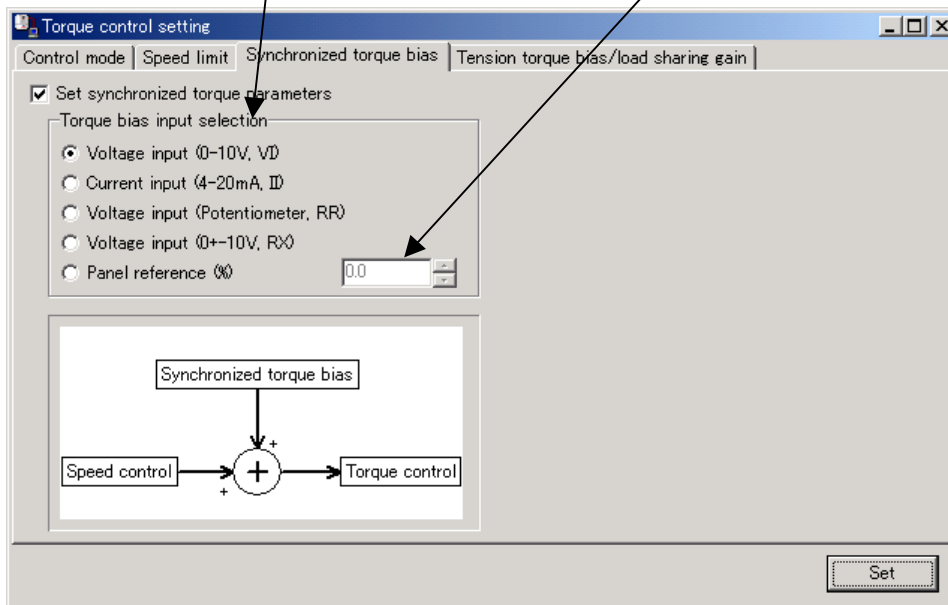 Torque control setting
Control mode Speed limit Synchronized torque bias Tension torque bias/load sharing gain
Set synchronized torque parameters
Torque bias input selection
Voltage input (0-10V, VI)
Current input (4-20mA, II)
Voltage input (Potentiometer, RR)
Voltage input (0+-10V, RX)
Panel reference (%) 0.0
Synchronized torque bias
+
Speed control + Torque control
+
Set